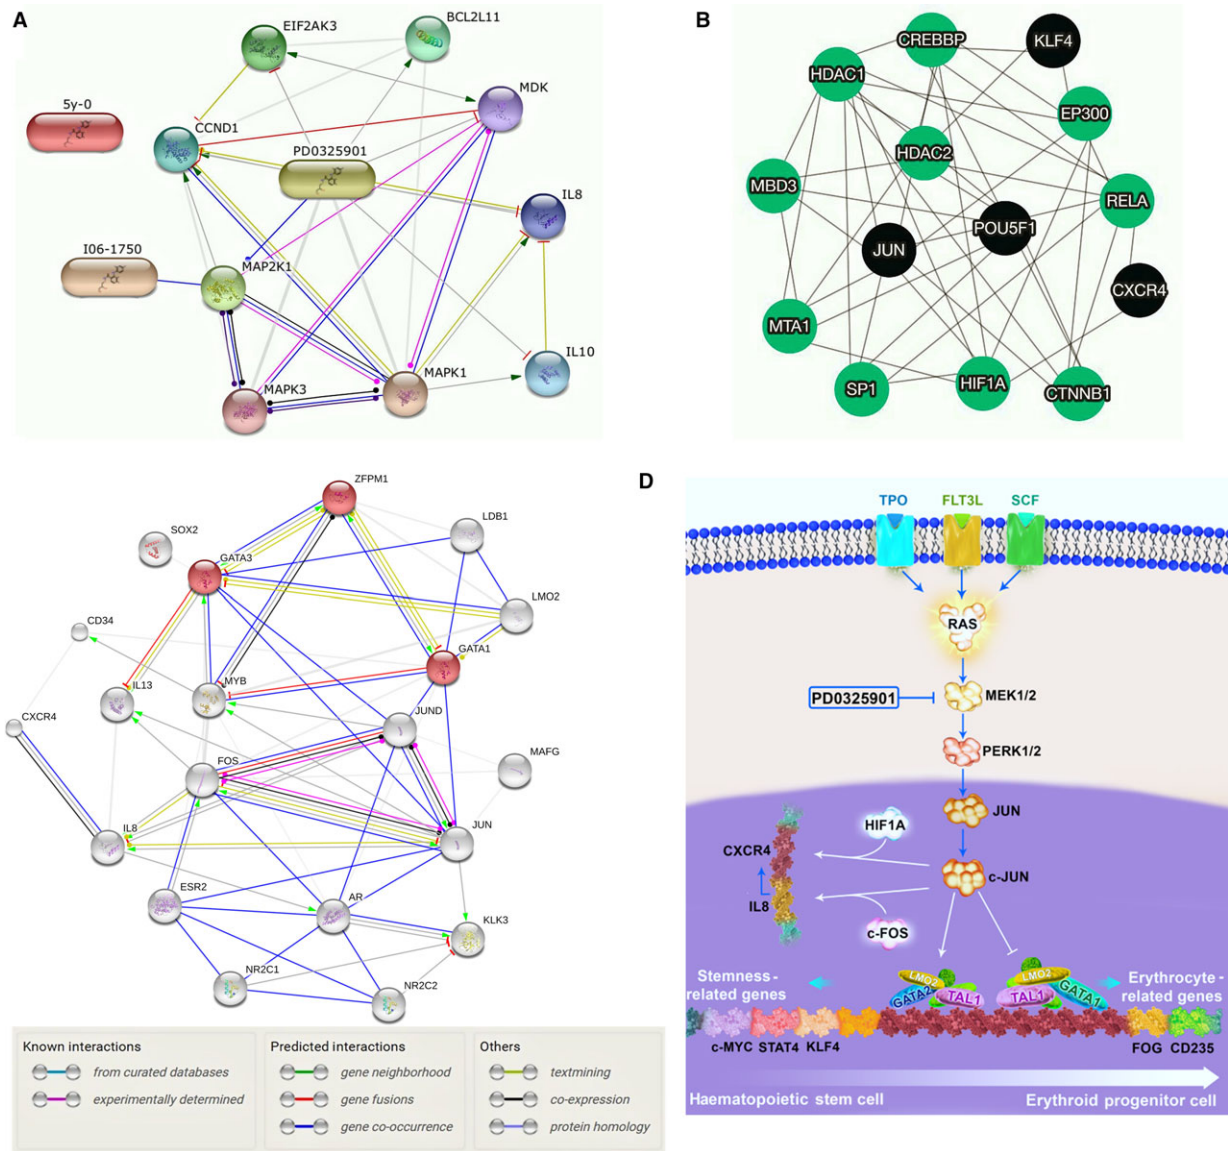 A
EIF2AK3
BCL2L11
5y-0
MDK
CCND1
PD0325901
IL8
I06-1750
MAP2K1
IL10
MAPK3
MAPK1
B
CREBBP
KLF4
HDAC1
EP300
HDAC2
MBD3
RELA
POU5F1
JUN
CXCR4
MTA1
SP1
HIF1A
CTNNB1
ZFPM1
SOX2
LDB1
GATA3
LMO2
CD34
GATA1
IL13
MYB
CXCR4
JUND
FOS
MAFG
IL8
JUN
ESR2
AR
KLK3
NR2C1
NR2C2
Known interactions
from curated databases
experimentally determined
Predicted interactions
gene neighborhood
gene fusions
gene co-occurrence
Others
textmining
co-expression
protein homology
D
TPO FLT3L SCF
RAS
PD0325901
MEK1/2
PERK1/2
JUN
HIF1A
CXCR4
c-JUN
IL8
c-FOS
LMO2
GATA2
TAL1
LMO2
TAL1
GATA1
Stemness-
related genes
Erythrocyte
-related genes
c-MYC STAT4 KLF4
FOG CD235
Haematopoietic stem cell
Erythroid progenitor cell